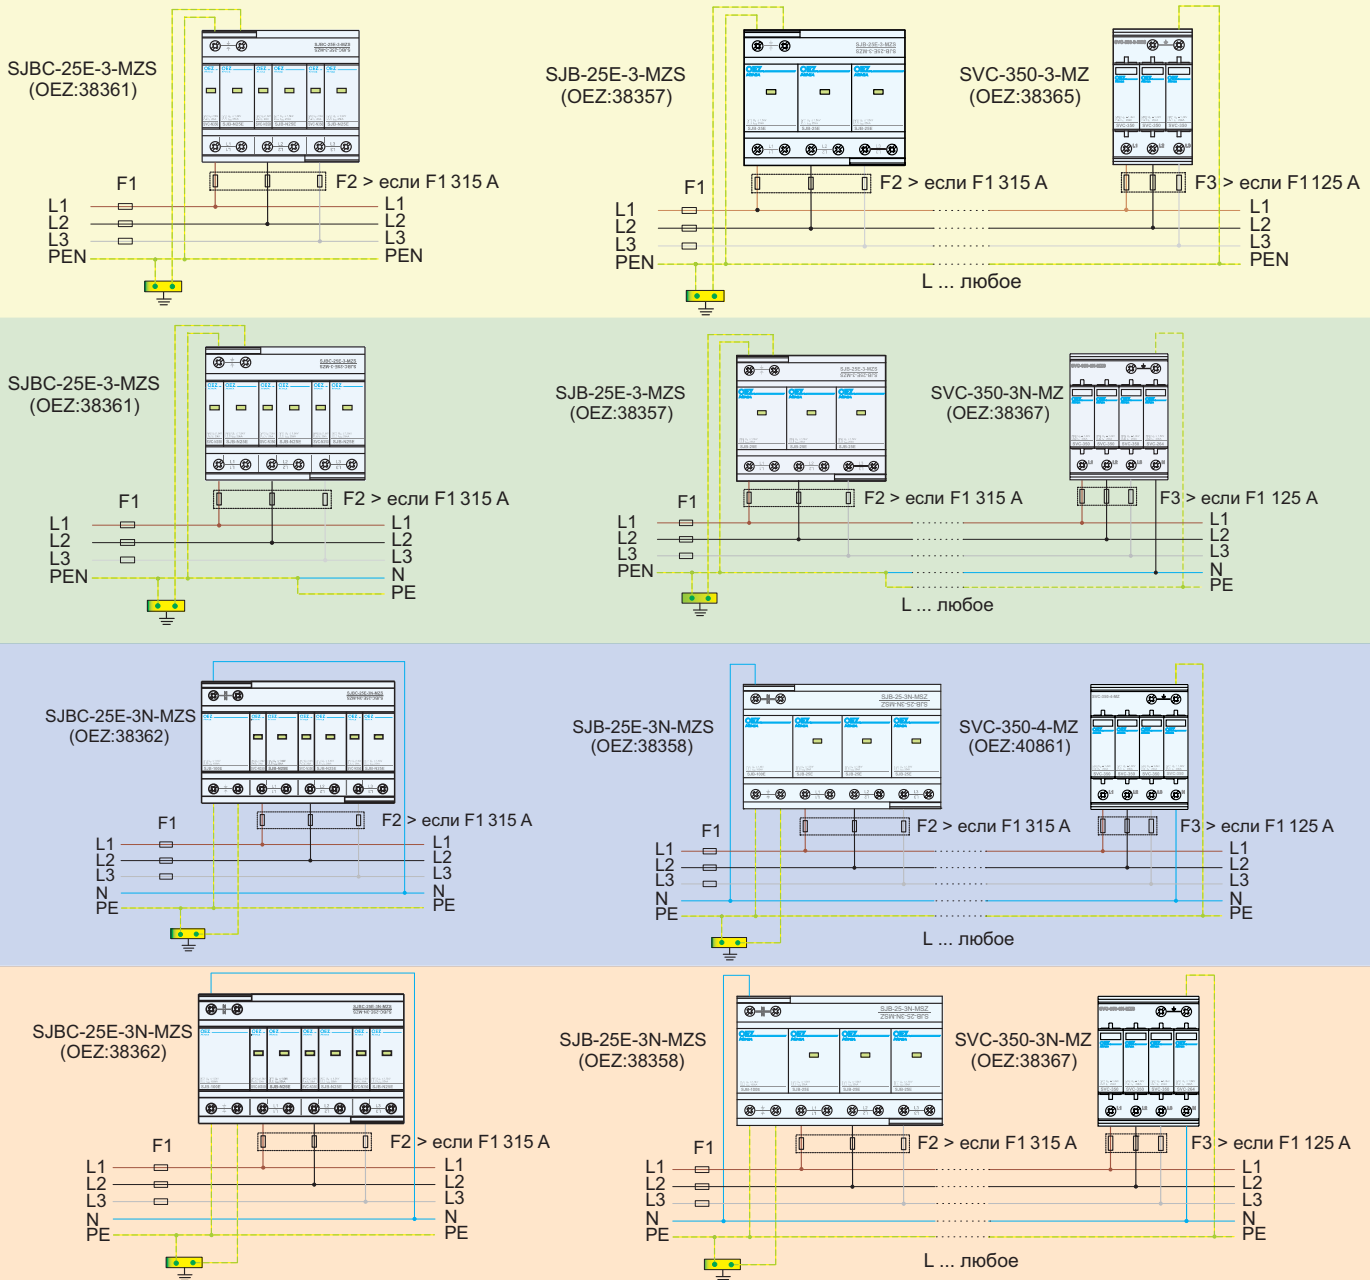 SJBC-25E-3-MZS
(OEZ:38361)
F1
F2 > если F1 315 A
L1
L2
L3
PEN
L1
L2
L3
PEN
SJB-25E-3-MZS
(OEZ:38357)
SVC-350-3-MZ
(OEZ:38365)
F1
F2 > если F1 315 A
F3 > если F1 125 A
L1
L2
L3
PEN
L1
L2
L3
PEN
L ... любое
SJBC-25E-3-MZS
(OEZ:38361)
F1
F2 > если F1 315 A
L1
L2
L3
PEN
L1
L2
L3
N
PE
SJB-25E-3-MZS
(OEZ:38357)
SVC-350-3N-MZ
(OEZ:38367)
F1
F2 > если F1 315 A
F3 > если F1 125 A
L1
L2
L3
PEN
L1
L2
L3
N
PE
L ... любое
SJBC-25E-3N-MZS
(OEZ:38362)
F1
F2 > если F1 315 A
L1
L2
L3
N
PE
L1
L2
L3
N
PE
SJB-25E-3N-MZS
(OEZ:38358)
SVC-350-4-MZ
(OEZ:40861)
F1
F2 > если F1 315 A
F3 > если F1 125 A
L1
L2
L3
N
PE
L1
L2
L3
N
PE
L ... любое
SJBC-25E-3N-MZS
(OEZ:38362)
F1
F2 > если F1 315 A
L1
L2
L3
N
PE
L1
L2
L3
N
PE
SJB-25E-3N-MZS
(OEZ:38358)
SVC-350-3N-MZ
(OEZ:38367)
F1
F2 > если F1 315 A
F3 > если F1 125 A
L1
L2
L3
N
PE
L1
L2
L3
N
PE
L ... любое